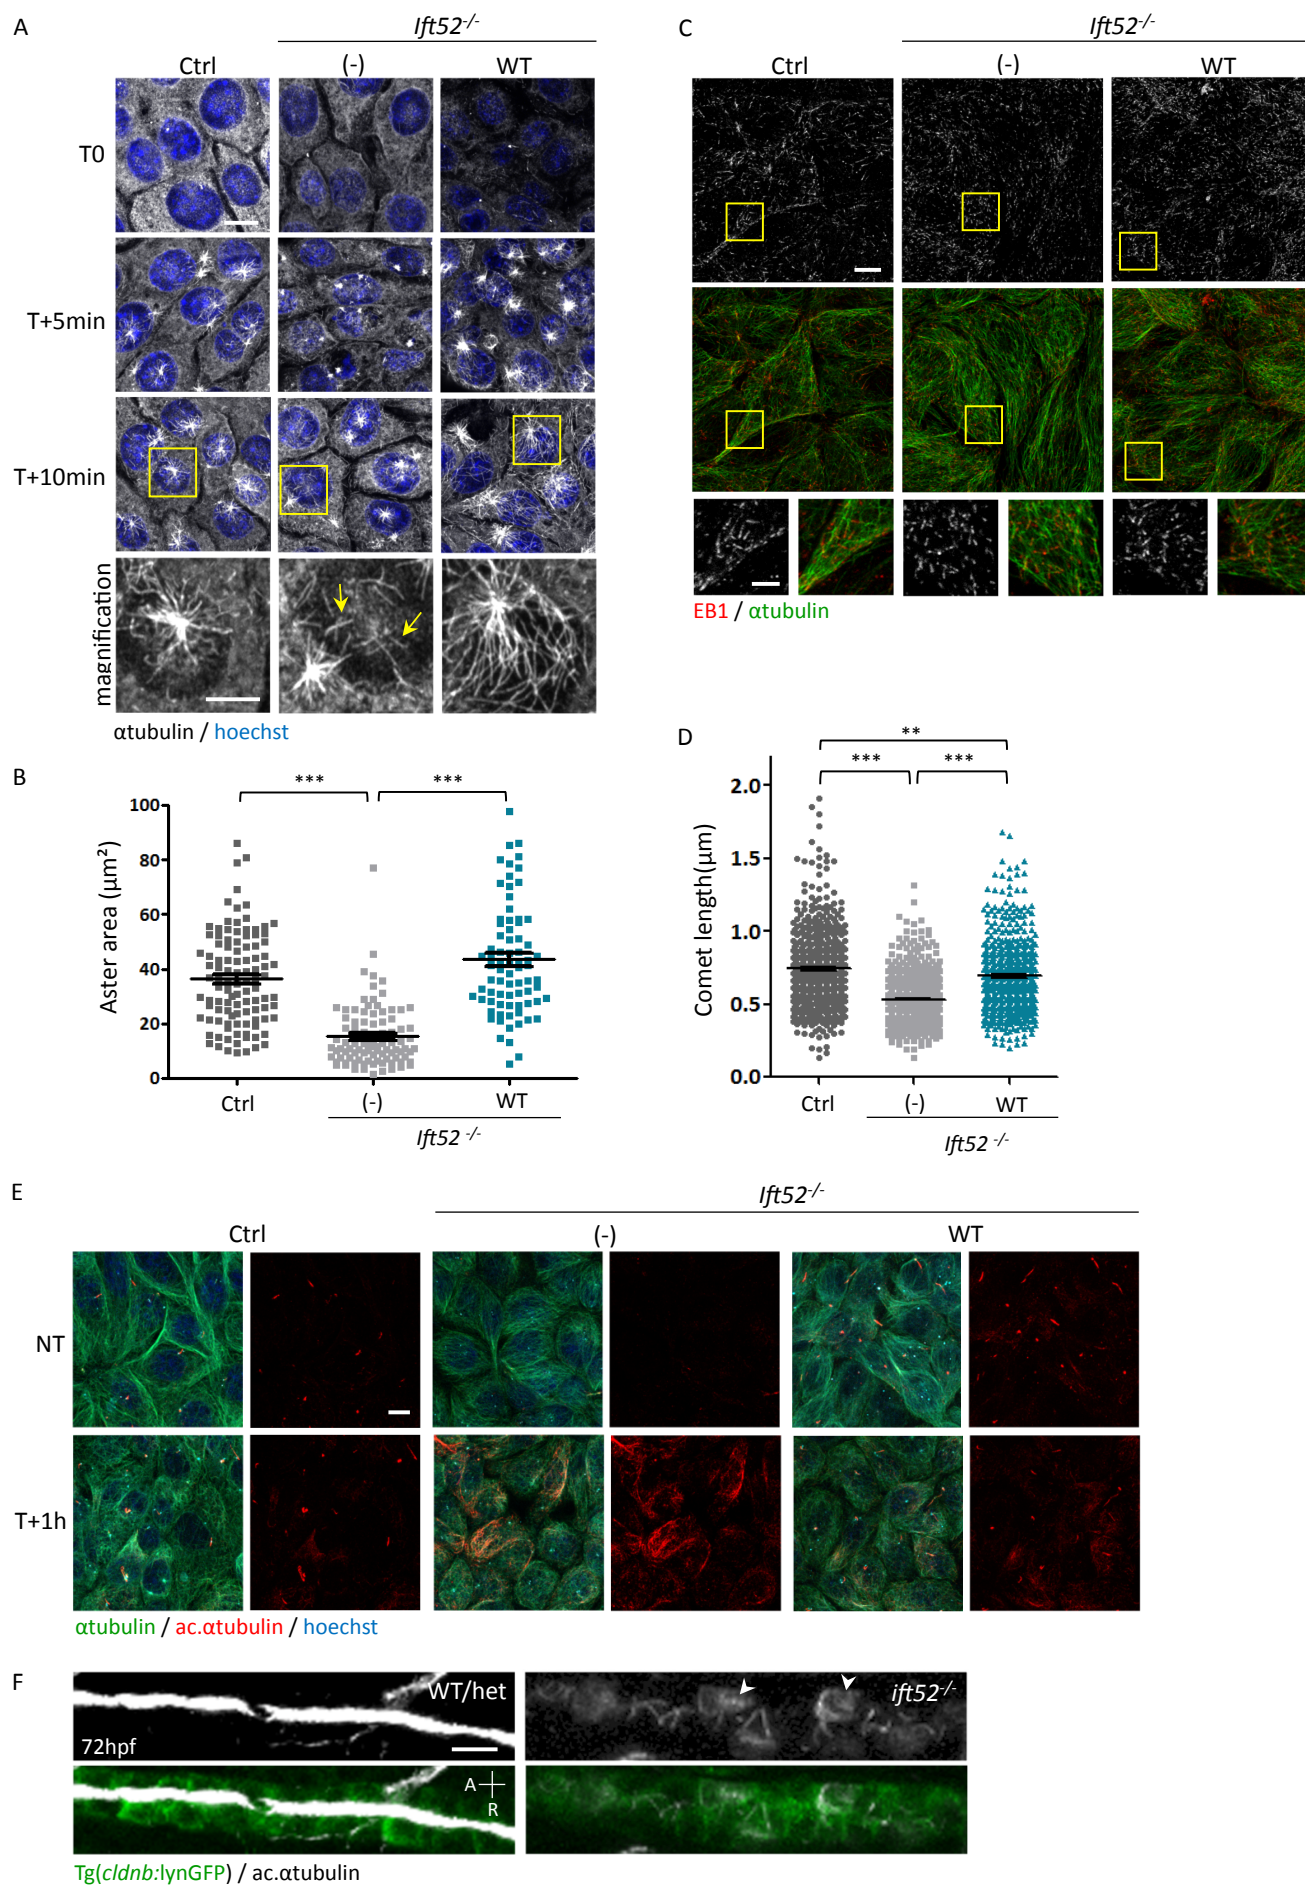 A
Ift52-/-
Ctrl
(-)
WT
T0
T+5min
T+10min
magnification
αtubulin / hoechst
C
Ift52-/-
Ctrl
(-)
WT
EB1 / αtubulin
B
***
***
Aster area (µm²)
100
80
60
40
20
0
Ctrl
(-)
WT
Ift52 -/-
D
**
***
***
Comet length(µm)
2.0
1.5
1.0
0.5
0.0
Ctrl
(-)
WT
Ift52 -/-
E
Ift52-/-
Ctrl
(-)
WT
NT
T+1h
αtubulin / ac.αtubulin / hoechst
F
WT/het
ift52-/-
72hpf
A
R
Tg(cldnb:lynGFP) / ac.αtubulin